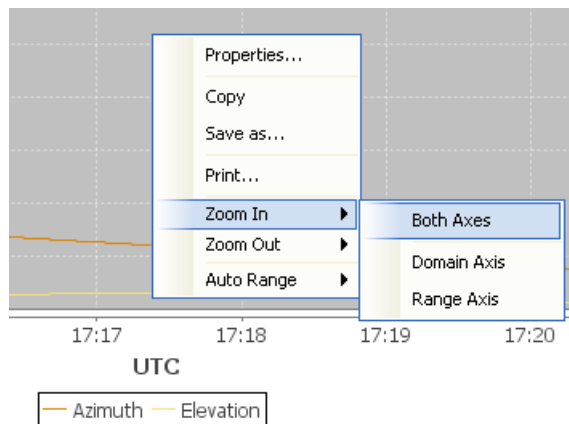 Properties...
Copy
Save as...
Print...
Zoom In
Both Axes
Zoom Out
Domain Axis
Auto Range
Range Axis
17:17 17:18 17:19 17:20
UTC
Azimuth Elevation